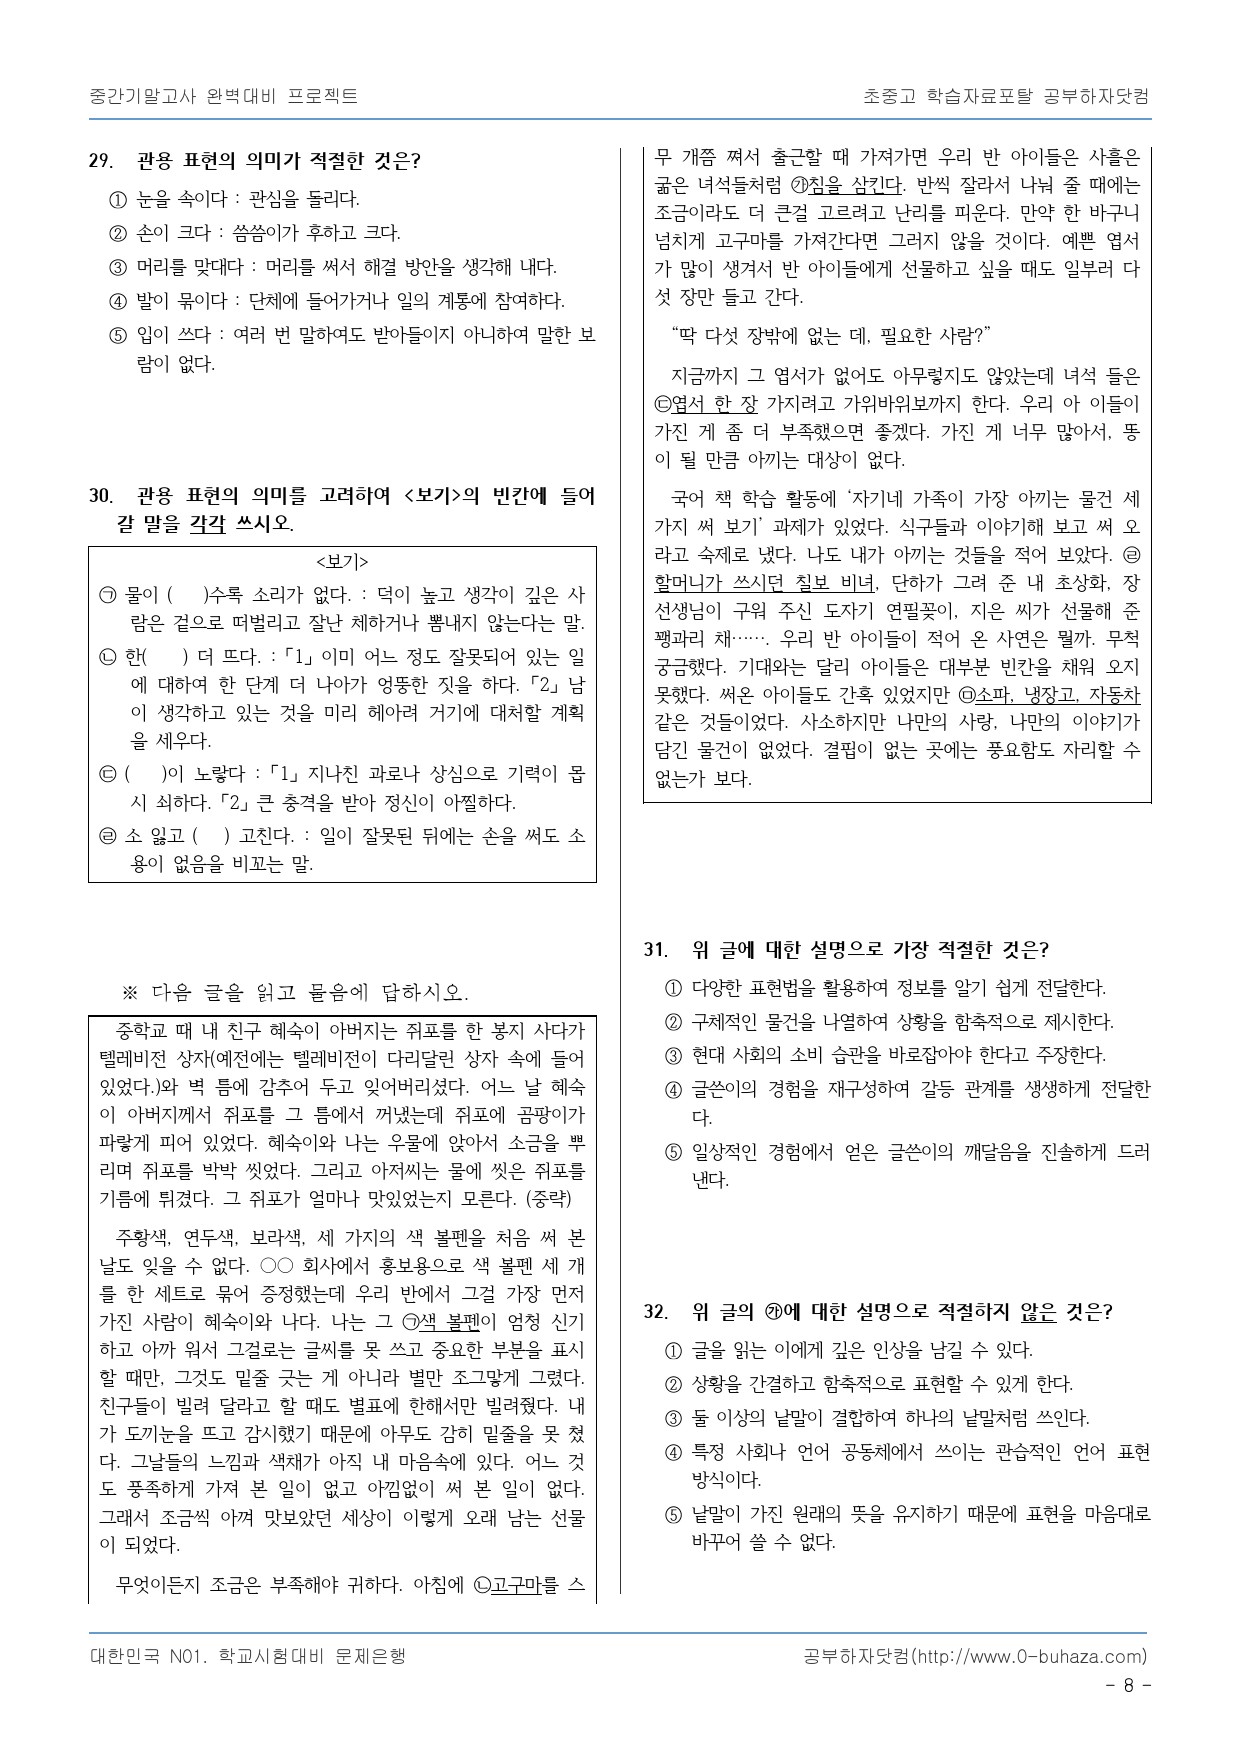 중간기말고사 완벽대비 프로젝트
초중고 학습자료포탈 공부하자닷컴
29. 관용 표현의 의미가 적절한 것은?
① 눈을 속이다 : 관심을 돌리다.
② 손이 크다 : 씀씀이가 후하고 크다.
③ 머리를 맞대다 : 머리를 써서 해결 방안을 생각해 내다.
④ 발이 묶이다 : 단체에 들어가거나 일의 계통에 참여하다.
⑤ 입이 쓰다 : 여러 번 말하여도 받아들이지 아니하여 말한 보
람이 없다.
30. 관용 표현의 의미를 고려하여 <보기>의 빈칸에 들어
갈 말을 각각 쓰시오.
<보기>
㉠ 물이 (    )수록 소리가 없다. : 덕이 높고 생각이 깊은 사
람은 겉으로 떠벌리고 잘난 체하거나 뽐내지 않는다는 말.
㉡ 한(    ) 더 뜨다. :「1」이미 어느 정도 잘못되어 있는 일
에 대하여 한 단계 더 나아가 엉뚱한 짓을 하다.「2」남
이 생각하고 있는 것을 미리 헤아려 거기에 대처할 계획
을 세우다.
㉢ (    )이 노랗다 :「1」지나친 과로나 상심으로 기력이 몹
시 쇠하다.「2」큰 충격을 받아 정신이 아찔하다.
㉣ 소 잃고 (    ) 고친다. : 일이 잘못된 뒤에는 손을 써도 소
용이 없음을 비꼬는 말.
※ 다음 글을 읽고 물음에 답하시오.
중학교 때 내 친구 혜숙이 아버지는 쥐포를 한 봉지 사다가
텔레비전 상자(예전에는 텔레비전이 다리달린 상자 속에 들어
있었다.)와 벽 틈에 감추어 두고 잊어버리셨다. 어느 날 혜숙
이 아버지께서 쥐포를 그 틈에서 꺼냈는데 쥐포에 곰팡이가
파랗게 피어 있었다. 혜숙이와 나는 우물에 앉아서 소금을 뿌
리며 쥐포를 박박 씻었다. 그리고 아저씨는 물에 씻은 쥐포를
기름에 튀겼다. 그 쥐포가 얼마나 맛있었는지 모른다. (중략)
주황색, 연두색, 보라색, 세 가지의 색 볼펜을 처음 써 본
날도 잊을 수 없다. ○○ 회사에서 홍보용으로 색 볼펜 세 개
를 한 세트로 묶어 증정했는데 우리 반에서 그걸 가장 먼저
가진 사람이 혜숙이와 나다. 나는 그 ㉠색 볼펜이 엄청 신기
하고 아까 워서 그걸로는 글씨를 못 쓰고 중요한 부분을 표시
할 때만, 그것도 밑줄 긋는 게 아니라 별만 조그맣게 그렸다.
친구들이 빌려 달라고 할 때도 별표에 한해서만 빌려줬다. 내
가 도끼눈을 뜨고 감시했기 때문에 아무도 감히 밑줄을 못 쳤
다. 그날들의 느낌과 색채가 아직 내 마음속에 있다. 어느 것
도 풍족하게 가져 본 일이 없고 아낌없이 써 본 일이 없다.
그래서 조금씩 아껴 맛보았던 세상이 이렇게 오래 남는 선물
이 되었다.
무엇이든지 조금은 부족해야 귀하다. 아침에 ㉡고구마를 스
무 개쯤 쪄서 출근할 때 가져가면 우리 반 아이들은 사흘은
굶은 녀석들처럼 ㉮침을 삼킨다. 반씩 잘라서 나눠 줄 때에는
조금이라도 더 큰걸 고르려고 난리를 피운다. 만약 한 바구니
넘치게 고구마를 가져간다면 그러지 않을 것이다. 예쁜 엽서
가 많이 생겨서 반 아이들에게 선물하고 싶을 때도 일부러 다
섯 장만 들고 간다.
“딱 다섯 장밖에 없는 데, 필요한 사람?”
지금까지 그 엽서가 없어도 아무렇지도 않았는데 녀석 들은
㉢엽서 한 장 가지려고 가위바위보까지 한다. 우리 아 이들이
가진 게 좀 더 부족했으면 좋겠다. 가진 게 너무 많아서, 똥
이 될 만큼 아끼는 대상이 없다.
국어 책 학습 활동에 ‘자기네 가족이 가장 아끼는 물건 세
가지 써 보기’ 과제가 있었다. 식구들과 이야기해 보고 써 오
라고 숙제로 냈다. 나도 내가 아끼는 것들을 적어 보았다. ㉣
할머니가 쓰시던 칠보 비녀, 단하가 그려 준 내 초상화, 장
선생님이 구워 주신 도자기 연필꽂이, 지은 씨가 선물해 준
꽹과리 채……. 우리 반 아이들이 적어 온 사연은 뭘까. 무척
궁금했다. 기대와는 달리 아이들은 대부분 빈칸을 채워 오지
못했다. 써온 아이들도 간혹 있었지만 ㉤소파, 냉장고, 자동차
같은 것들이었다. 사소하지만 나만의 사랑, 나만의 이야기가
담긴 물건이 없었다. 결핍이 없는 곳에는 풍요함도 자리할 수
없는가 보다.
31. 위 글에 대한 설명으로 가장 적절한 것은?
① 다양한 표현법을 활용하여 정보를 알기 쉽게 전달한다.
② 구체적인 물건을 나열하여 상황을 함축적으로 제시한다.
③ 현대 사회의 소비 습관을 바로잡아야 한다고 주장한다.
④ 글쓴이의 경험을 재구성하여 갈등 관계를 생생하게 전달한
다.
⑤ 일상적인 경험에서 얻은 글쓴이의 깨달음을 진솔하게 드러
낸다.
32. 위 글의 ㉮에 대한 설명으로 적절하지 않은 것은?
① 글을 읽는 이에게 깊은 인상을 남길 수 있다.
② 상황을 간결하고 함축적으로 표현할 수 있게 한다.
③ 둘 이상의 낱말이 결합하여 하나의 낱말처럼 쓰인다.
④ 특정 사회나 언어 공동체에서 쓰이는 관습적인 언어 표현
방식이다.
⑤ 낱말이 가진 원래의 뜻을 유지하기 때문에 표현을 마음대로
바꾸어 쓸 수 없다.
대한민국 N01. 학교시험대비 문제은행
공부하자닷컴(http://www.0-buhaza.com)
- 8 -